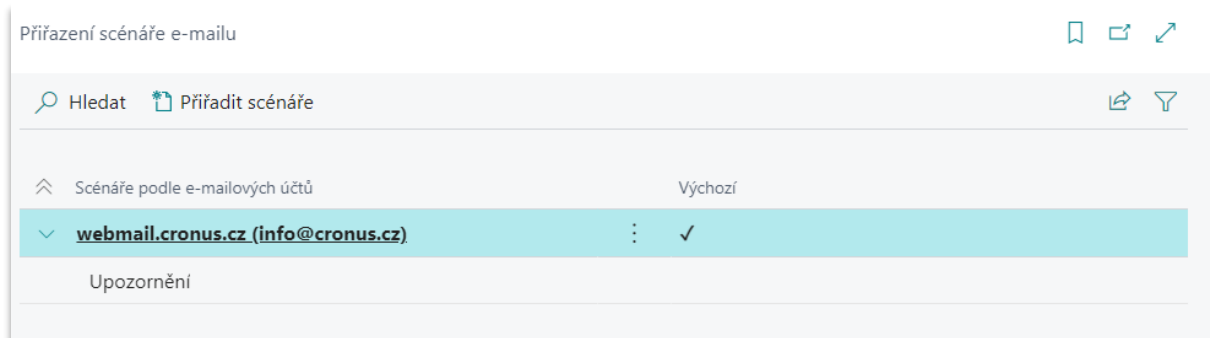 Přiřazení scénáře e-mailu
Hledat Přiřadit scénáře
Scénáře podle e-mailových účtů Výchozí
webmail.cronus.cz (info@cronus.cz)
Upozornění